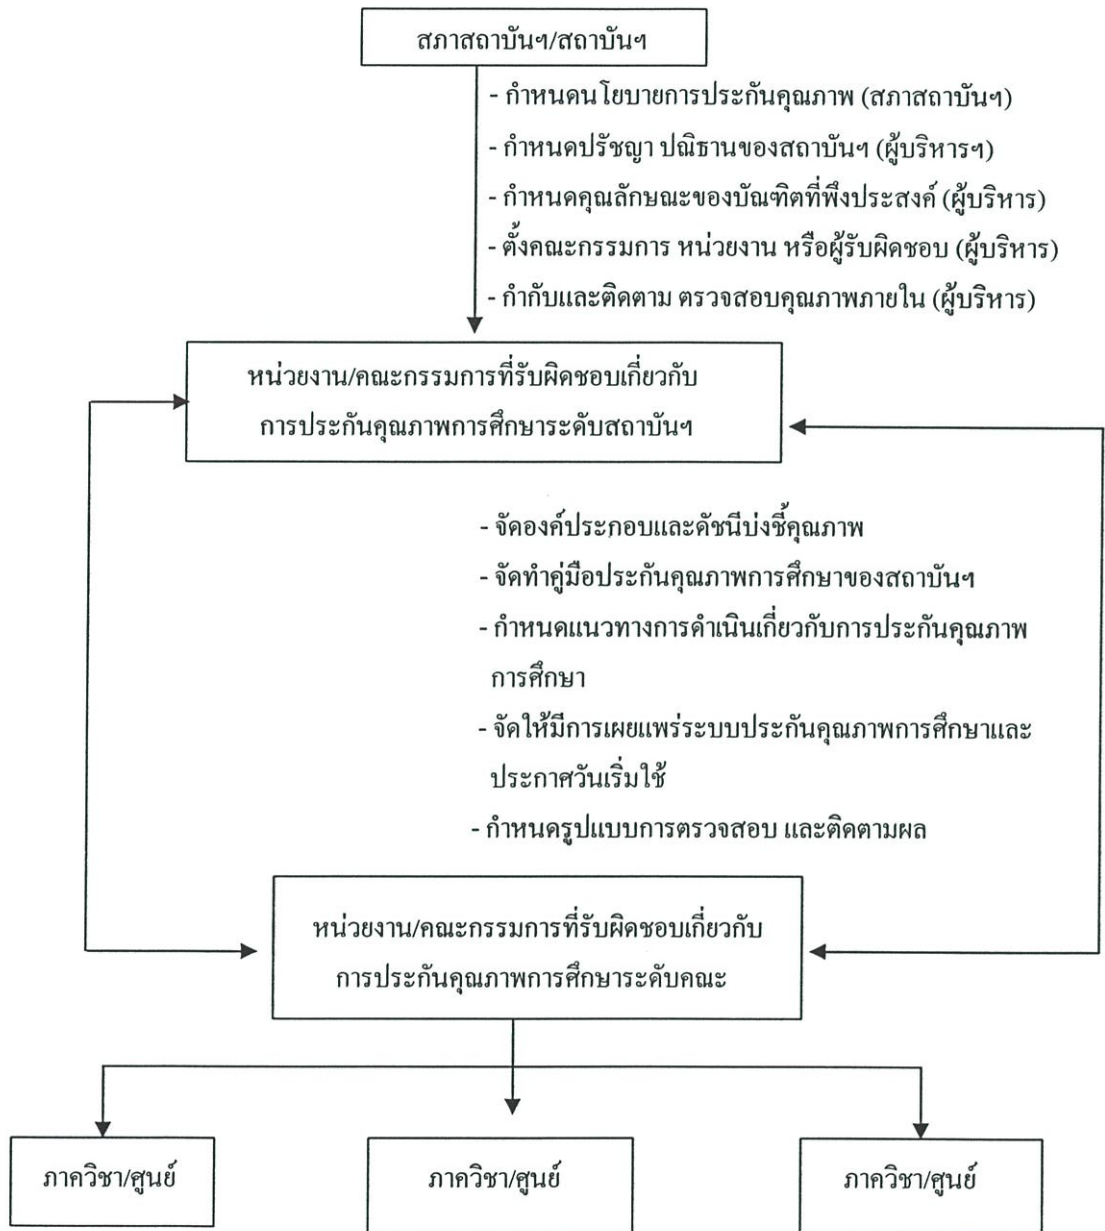 สภาสถาบันฯ/สถาบันฯ
- กำหนดนโยบายการประกันคุณภาพ (สภาสถาบันฯ)
- กำหนดปรัชญา ปณิธานของสถาบันฯ (ผู้บริหารฯ)
- กำหนดคุณลักษณะของบัณฑิตที่พึงประสงค์ (ผู้บริหาร)
- ตั้งคณะกรรมการ หน่วยงาน หรือผู้รับผิดชอบ (ผู้บริหาร)
- กำกับและติดตาม ตรวจสอบคุณภาพภายใน (ผู้บริหาร)
หน่วยงาน/คณะกรรมการที่รับผิดชอบเกี่ยวกับ
การประกันคุณภาพการศึกษาระดับสถาบันฯ
- จัดองค์ประกอบและดัชนีบ่งชี้คุณภาพ
- จัดทำคู่มือประกันคุณภาพการศึกษาของสถาบันฯ
- กำหนดแนวทางการดำเนินเกี่ยวกับการประกันคุณภาพ
การศึกษา
- จัดให้มีการเผยแพร่ระบบประกันคุณภาพการศึกษาและ
ประกาศวันเริ่มใช้
- กำหนดรูปแบบการตรวจสอบ และติดตามผล
หน่วยงาน/คณะกรรมการที่รับผิดชอบเกี่ยวกับ
การประกันคุณภาพการศึกษาระดับคณะ
ภาควิชา/ศูนย์
ภาควิชา/ศูนย์
ภาควิชา/ศูนย์